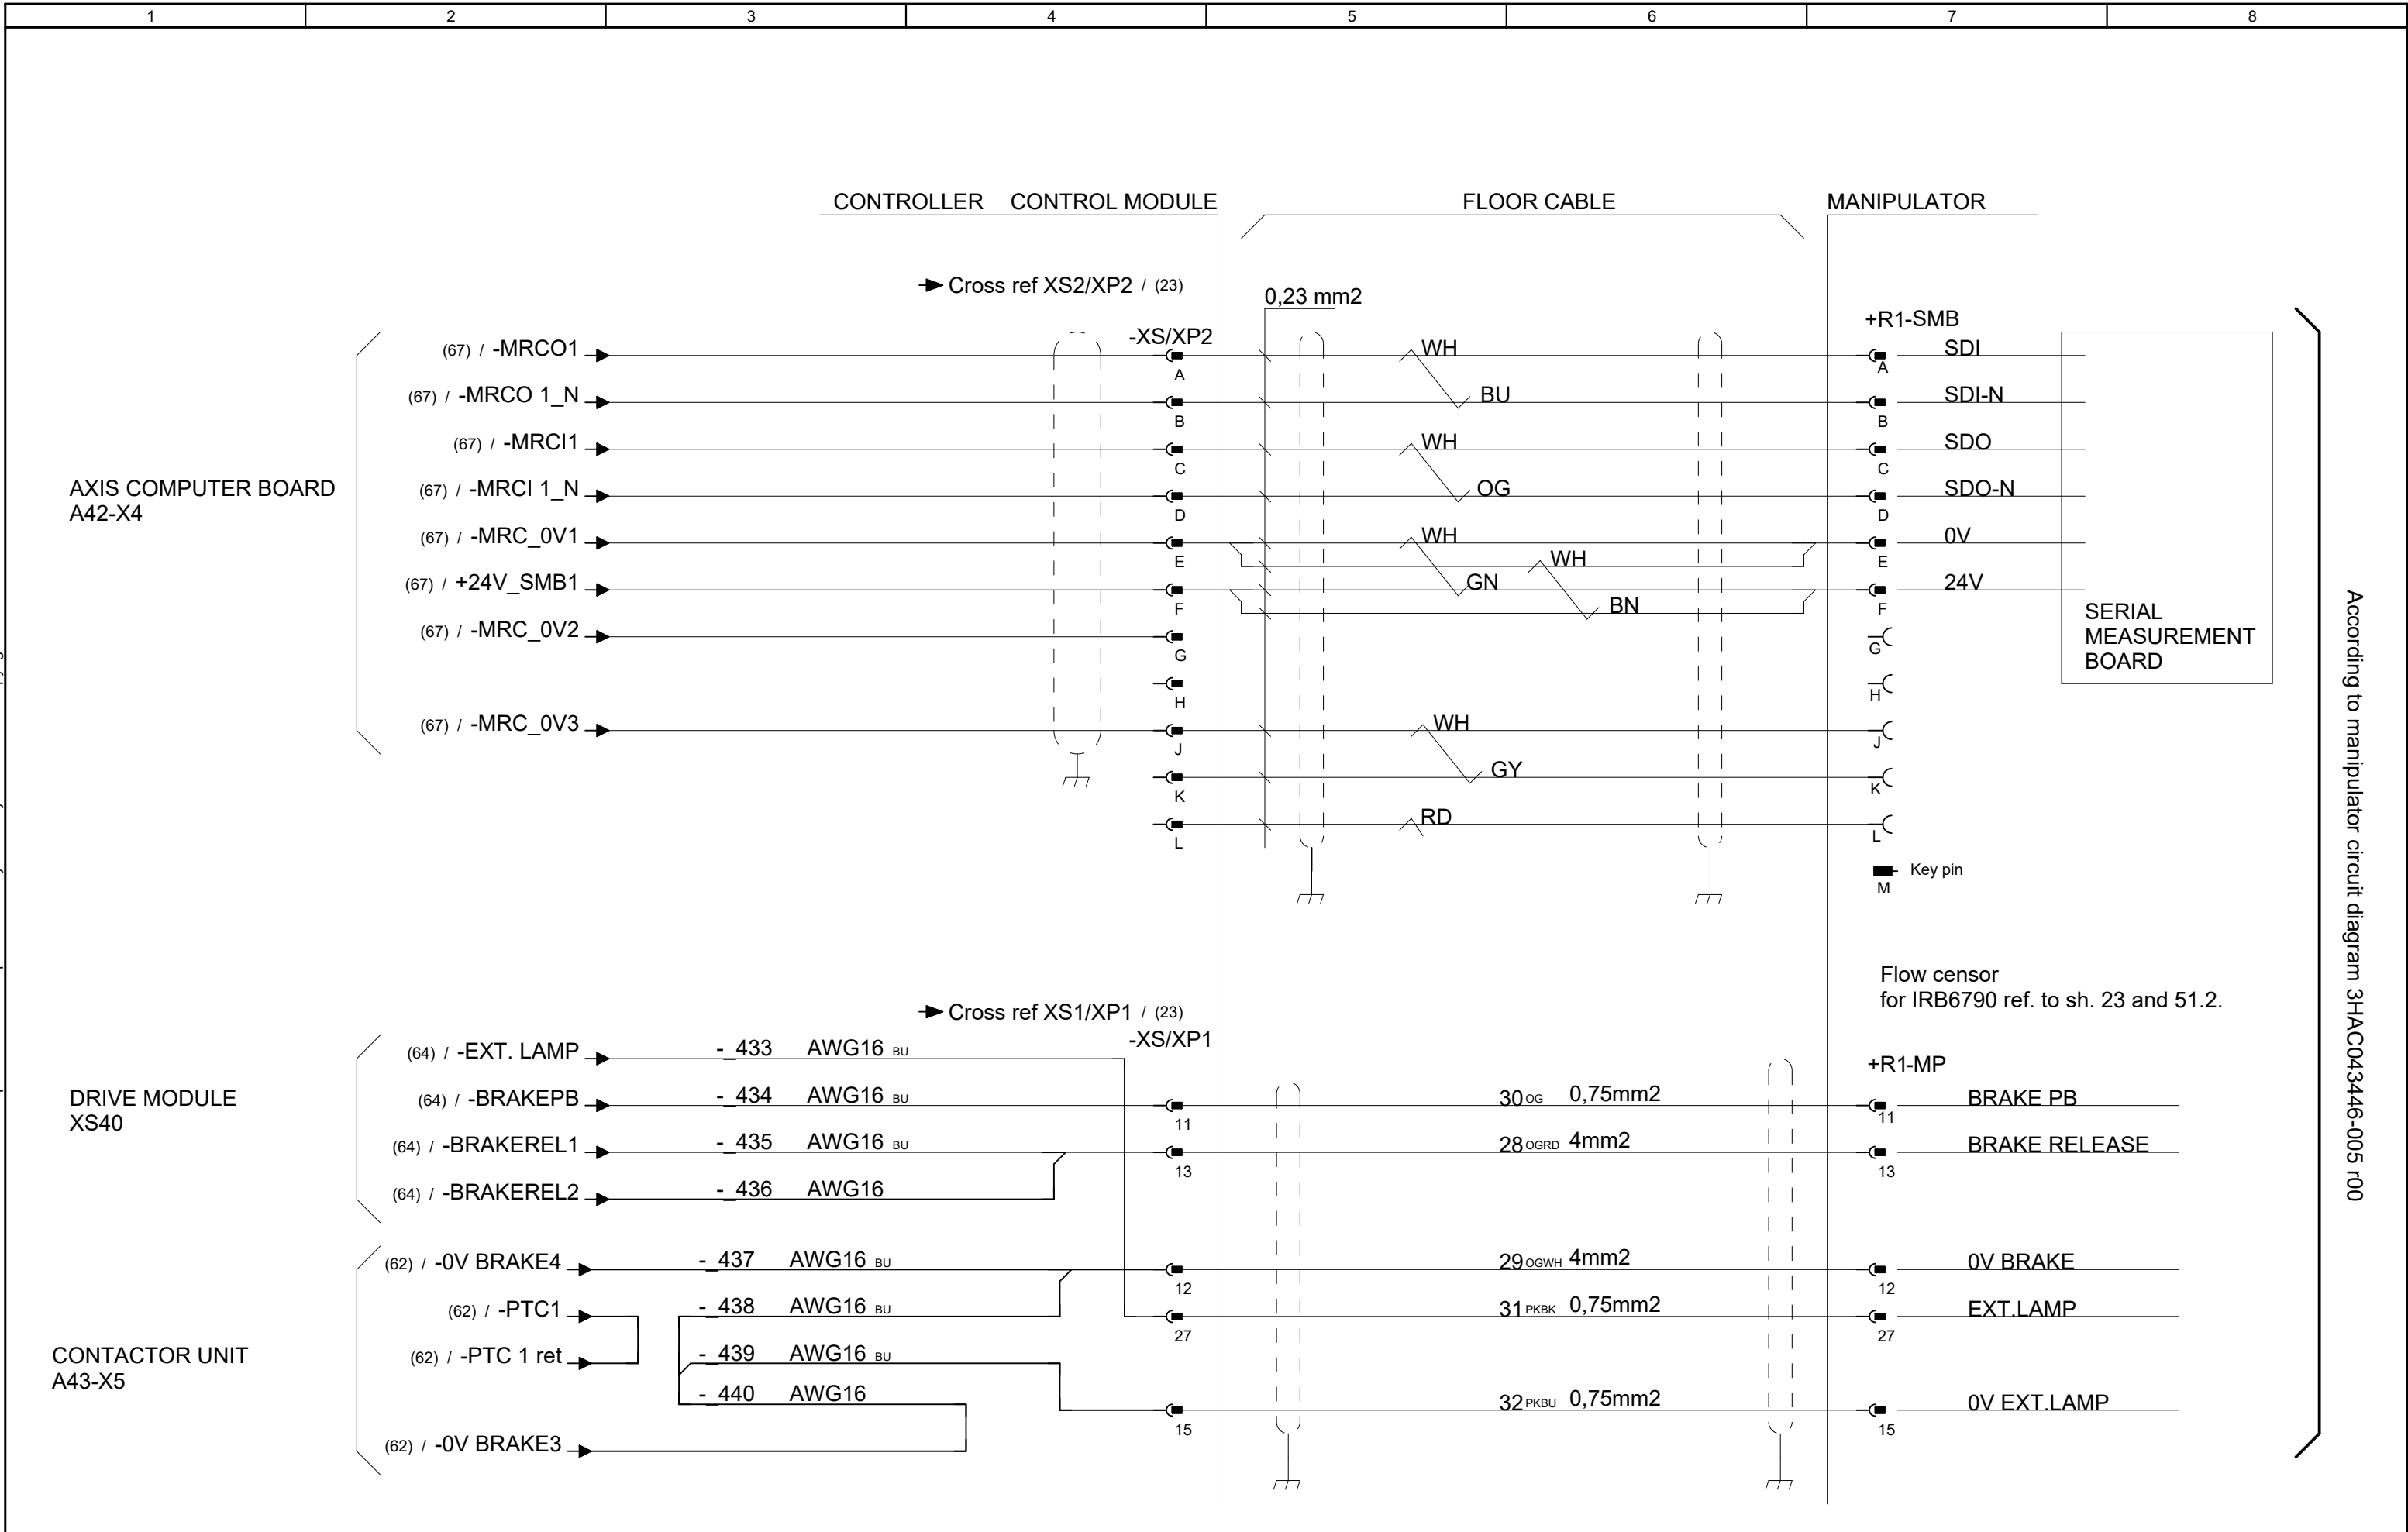 1 2 3 4 5 6 7 8
CONTROLLER CONTROL MODULE FLOOR CABLE MANIPULATOR
Cross ref XS2/XP2 / (23)
0,23 mm2
-XS/XP2 +R1-SMB
(67) / -MRCO1 A WH A SDI
(67) / -MRCO 1_N B BU B SDI-N
(67) / -MRCI1 C WH C SDO
(67) / -MRCI 1_N D OG D SDO-N
AXIS COMPUTER BOARD
A42-X4
(67) / -MRC_0V1 E WH WH E 0V
(67) / +24V_SMB1 F GN BN F 24V
(67) / -MRC_0V2 G G
SERIAL
MEASUREMENT
BOARD
H H
(67) / -MRC_0V3 J WH J
K GY K
L RD L
M Key pin
Flow censor
for IRB6790 ref. to sh. 23 and 51.2.
Cross ref XS1/XP1 / (23)
-XS/XP1 +R1-MP
(64) / -EXT. LAMP -_433 AWG16 BU
DRIVE MODULE
XS40
(64) / -BRAKEPB -_434 AWG16 BU 11 30 OG 0,75mm2 11 BRAKE PB
(64) / -BRAKEREL1 -_435 AWG16 BU 13 28 OGRD 4mm2 13 BRAKE RELEASE
(64) / -BRAKEREL2 -_436 AWG16
(62) / -0V BRAKE4 -_437 AWG16 BU 12 29 OGWH 4mm2 12 0V BRAKE
(62) / -PTC1 -_438 AWG16 BU 27 31 PKBK 0,75mm2 27 EXT.LAMP
CONTACTOR UNIT
A43-X5
(62) / -PTC 1 ret -_439 AWG16 BU
-_440 AWG16 15 32 PKBU 0,75mm2 15 0V EXT.LAMP
(62) / -0V BRAKE3
According to manipulator circuit diagram 3HAC043446-005 r00